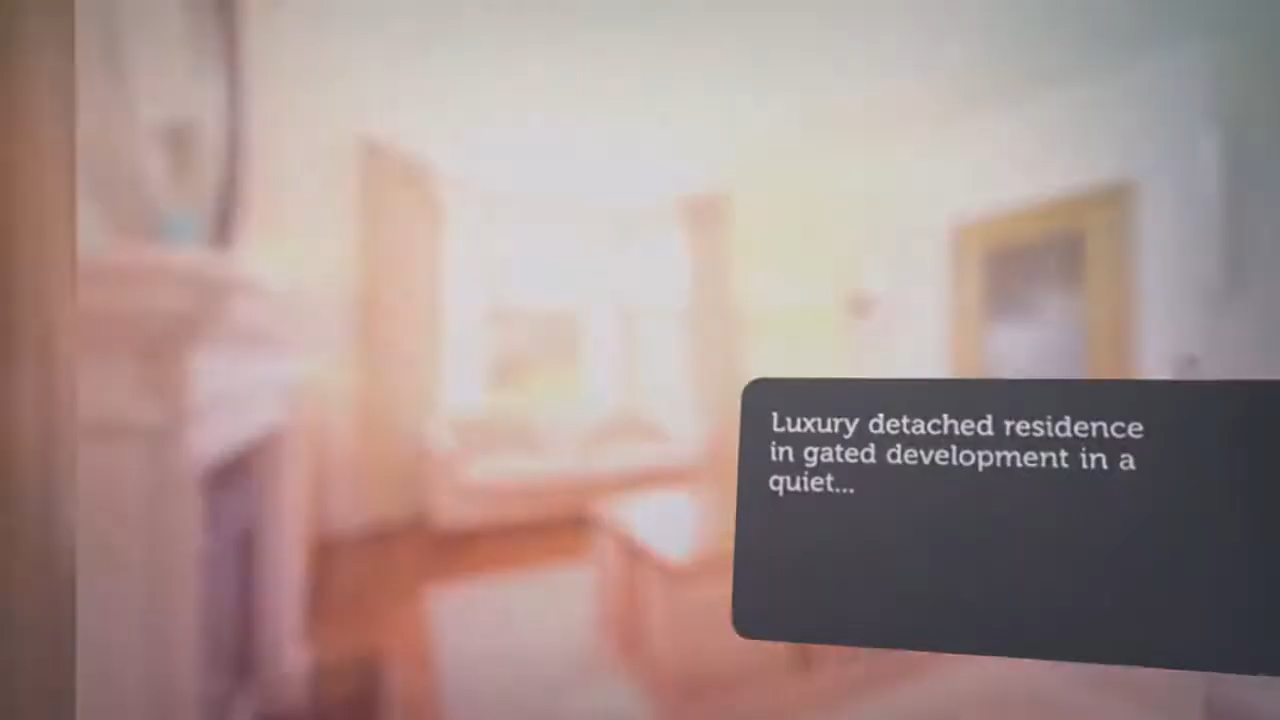 Luxury detached residence
in gated development in a
quiet...